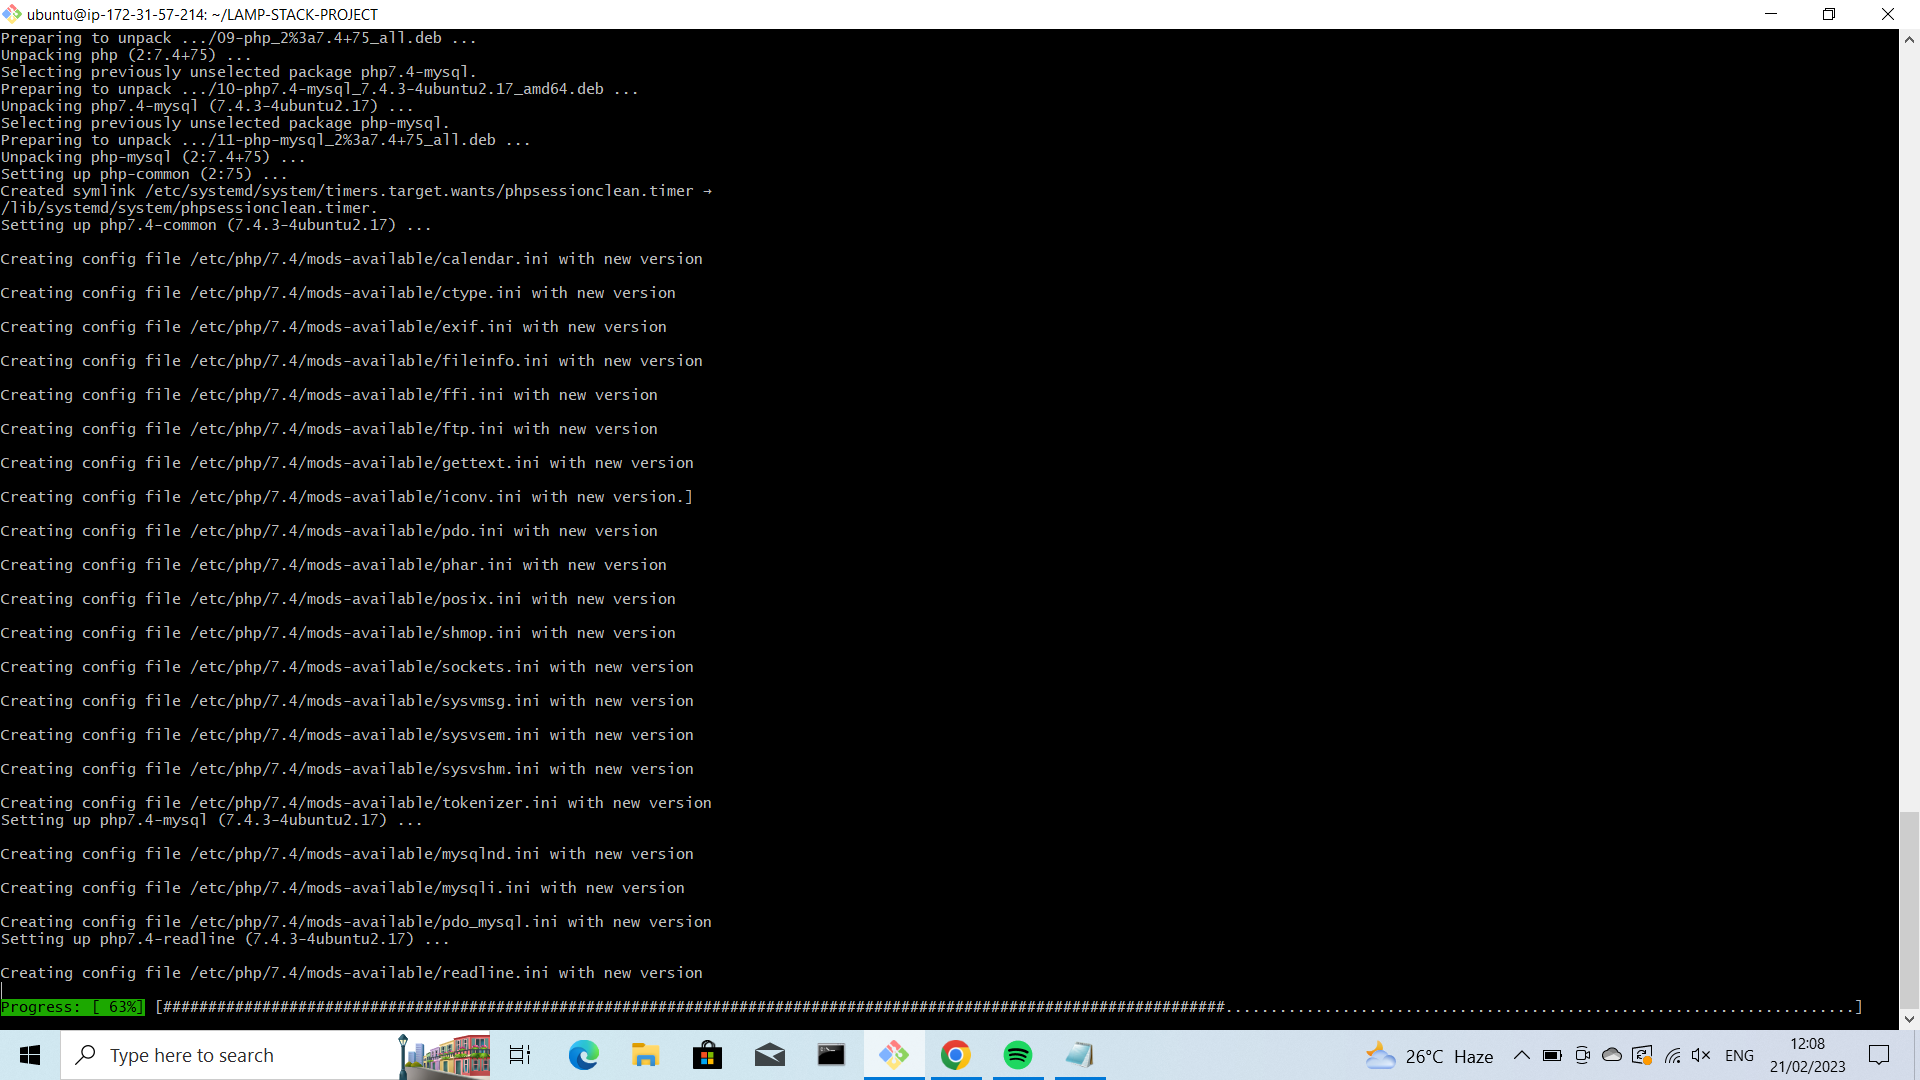 ubuntu@ip-172-31-57-214: ~/LAMP-STACK-PROJECT
Preparing to unpack .../09-php_2%3a7.4+75_all.deb ...
Unpacking php (2:7.4+75) ...
Selecting previously unselected package php7.4-mysql.
Preparing to unpack .../10-php7.4-mysql_7.4.3-4ubuntu2.17_amd64.deb ...
Unpacking php7.4-mysql (7.4.3-4ubuntu2.17) ...
Selecting previously unselected package php-mysql.
Preparing to unpack .../11-php-mysql_2%3a7.4+75_all.deb ...
Unpacking php-mysql (2:7.4+75) ...
Setting up php-common (2:75) ...
Created symlink /etc/systemd/system/timers.target.wants/phpsessionclean.timer →
/lib/systemd/system/phpsessionclean.timer.
Setting up php7.4-common (7.4.3-4ubuntu2.17) ...
Creating config file /etc/php/7.4/mods-available/calendar.ini with new version
Creating config file /etc/php/7.4/mods-available/ctype.ini with new version
Creating config file /etc/php/7.4/mods-available/exif.ini with new version
Creating config file /etc/php/7.4/mods-available/fileinfo.ini with new version
Creating config file /etc/php/7.4/mods-available/ffi.ini with new version
Creating config file /etc/php/7.4/mods-available/ftp.ini with new version
Creating config file /etc/php/7.4/mods-available/gettext.ini with new version
Creating config file /etc/php/7.4/mods-available/iconv.ini with new version.]
Creating config file /etc/php/7.4/mods-available/pdo.ini with new version
Creating config file /etc/php/7.4/mods-available/phar.ini with new version
Creating config file /etc/php/7.4/mods-available/posix.ini with new version
Creating config file /etc/php/7.4/mods-available/shmop.ini with new version
Creating config file /etc/php/7.4/mods-available/sockets.ini with new version
Creating config file /etc/php/7.4/mods-available/sysvmsg.ini with new version
Creating config file /etc/php/7.4/mods-available/sysvsem.ini with new version
Creating config file /etc/php/7.4/mods-available/sysvshm.ini with new version
Creating config file /etc/php/7.4/mods-available/tokenizer.ini with new version
Setting up php7.4-mysql (7.4.3-4ubuntu2.17) ...
Creating config file /etc/php/7.4/mods-available/mysqlnd.ini with new version
Creating config file /etc/php/7.4/mods-available/mysqli.ini with new version
Creating config file /etc/php/7.4/mods-available/pdo_mysql.ini with new version
Setting up php7.4-readline (7.4.3-4ubuntu2.17) ...
Creating config file /etc/php/7.4/mods-available/readline.ini with new version
Progress: [ 63%] [######################################################################################################################......................................................................]
Type here to search
26°C Haze
ENG
12:08
21/02/2023